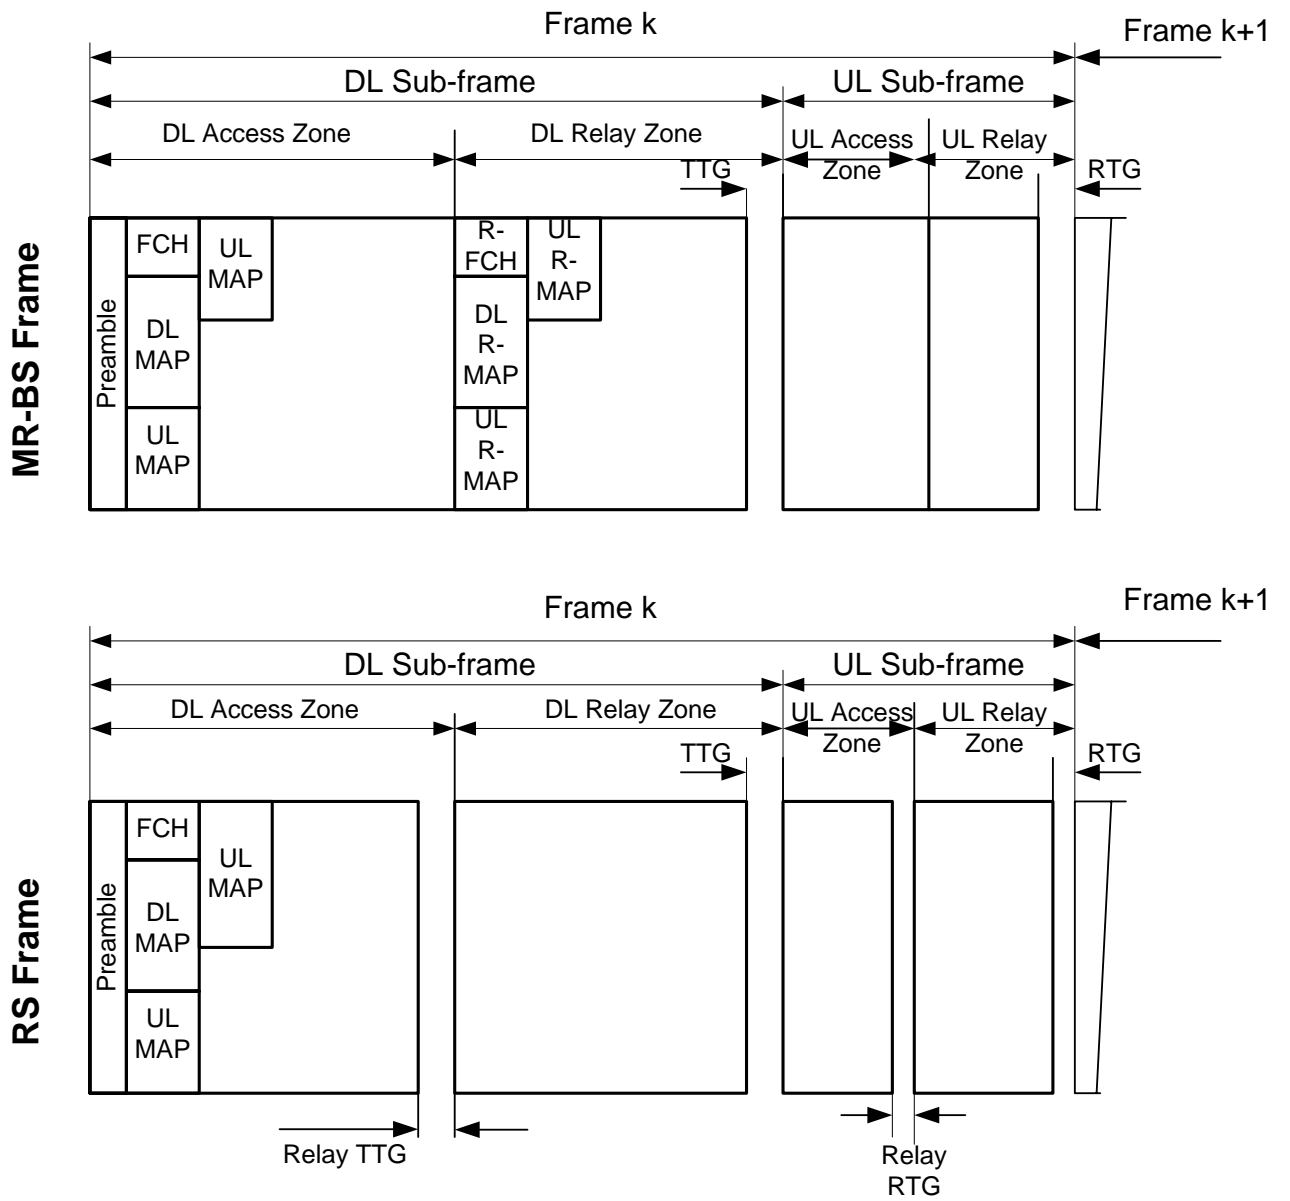 Frame k
Frame k+1
DL Sub-frame
UL Sub-frame
DL Access Zone
DL Relay Zone
UL Access
Zone
UL Relay
Zone
TTG
RTG
MR-BS Frame
Preamble
FCH
DL
MAP
UL
MAP
UL
MAP
R-
FCH
DL
R-
MAP
UL
R-
MAP
UL
R-
MAP
Frame k
Frame k+1
DL Sub-frame
UL Sub-frame
DL Access Zone
DL Relay Zone
UL Access
Zone
UL Relay
Zone
TTG
RTG
RS Frame
Preamble
FCH
DL
MAP
UL
MAP
UL
MAP
Relay TTG
Relay
RTG